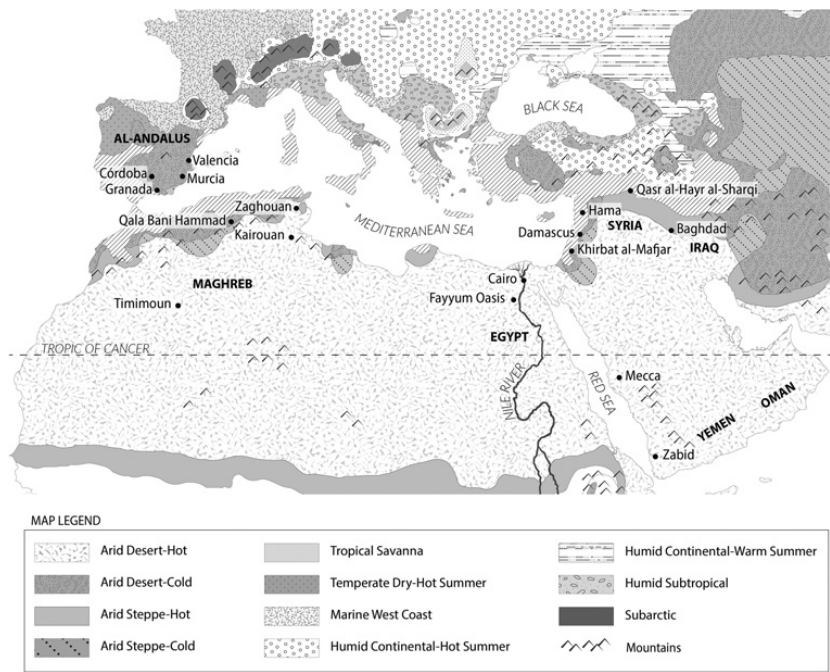 BLACK SEA
AL-ANDALUS
Valencia
Córdoba
Murcia
Granada
Qasr al-Hayr al-Sharqi
Zaghouan
Hama
Qala Bani Hammad
MEDITERRANEAN SEA
SYRIA
Baghdad
Kairouan
Damascus
IRAQ
Khirbat al-Mafjar
MAGHREB
Cairo
Timimoun
Fayyum Oasis
EGYPT
TROPIC OF CANCER
NILE RIVER
RED SEA
Mecca
OMAN
YEMEN
Zabid
MAP LEGEND
Arid Desert-Hot
Tropical Savanna
Humid Continental-Warm Summer
Arid Desert-Cold
Temperate Dry-Hot Summer
Humid Subtropical
Arid Steppe-Hot
Marine West Coast
Subarctic
Arid Steppe-Cold
Humid Continental-Hot Summer
Mountains